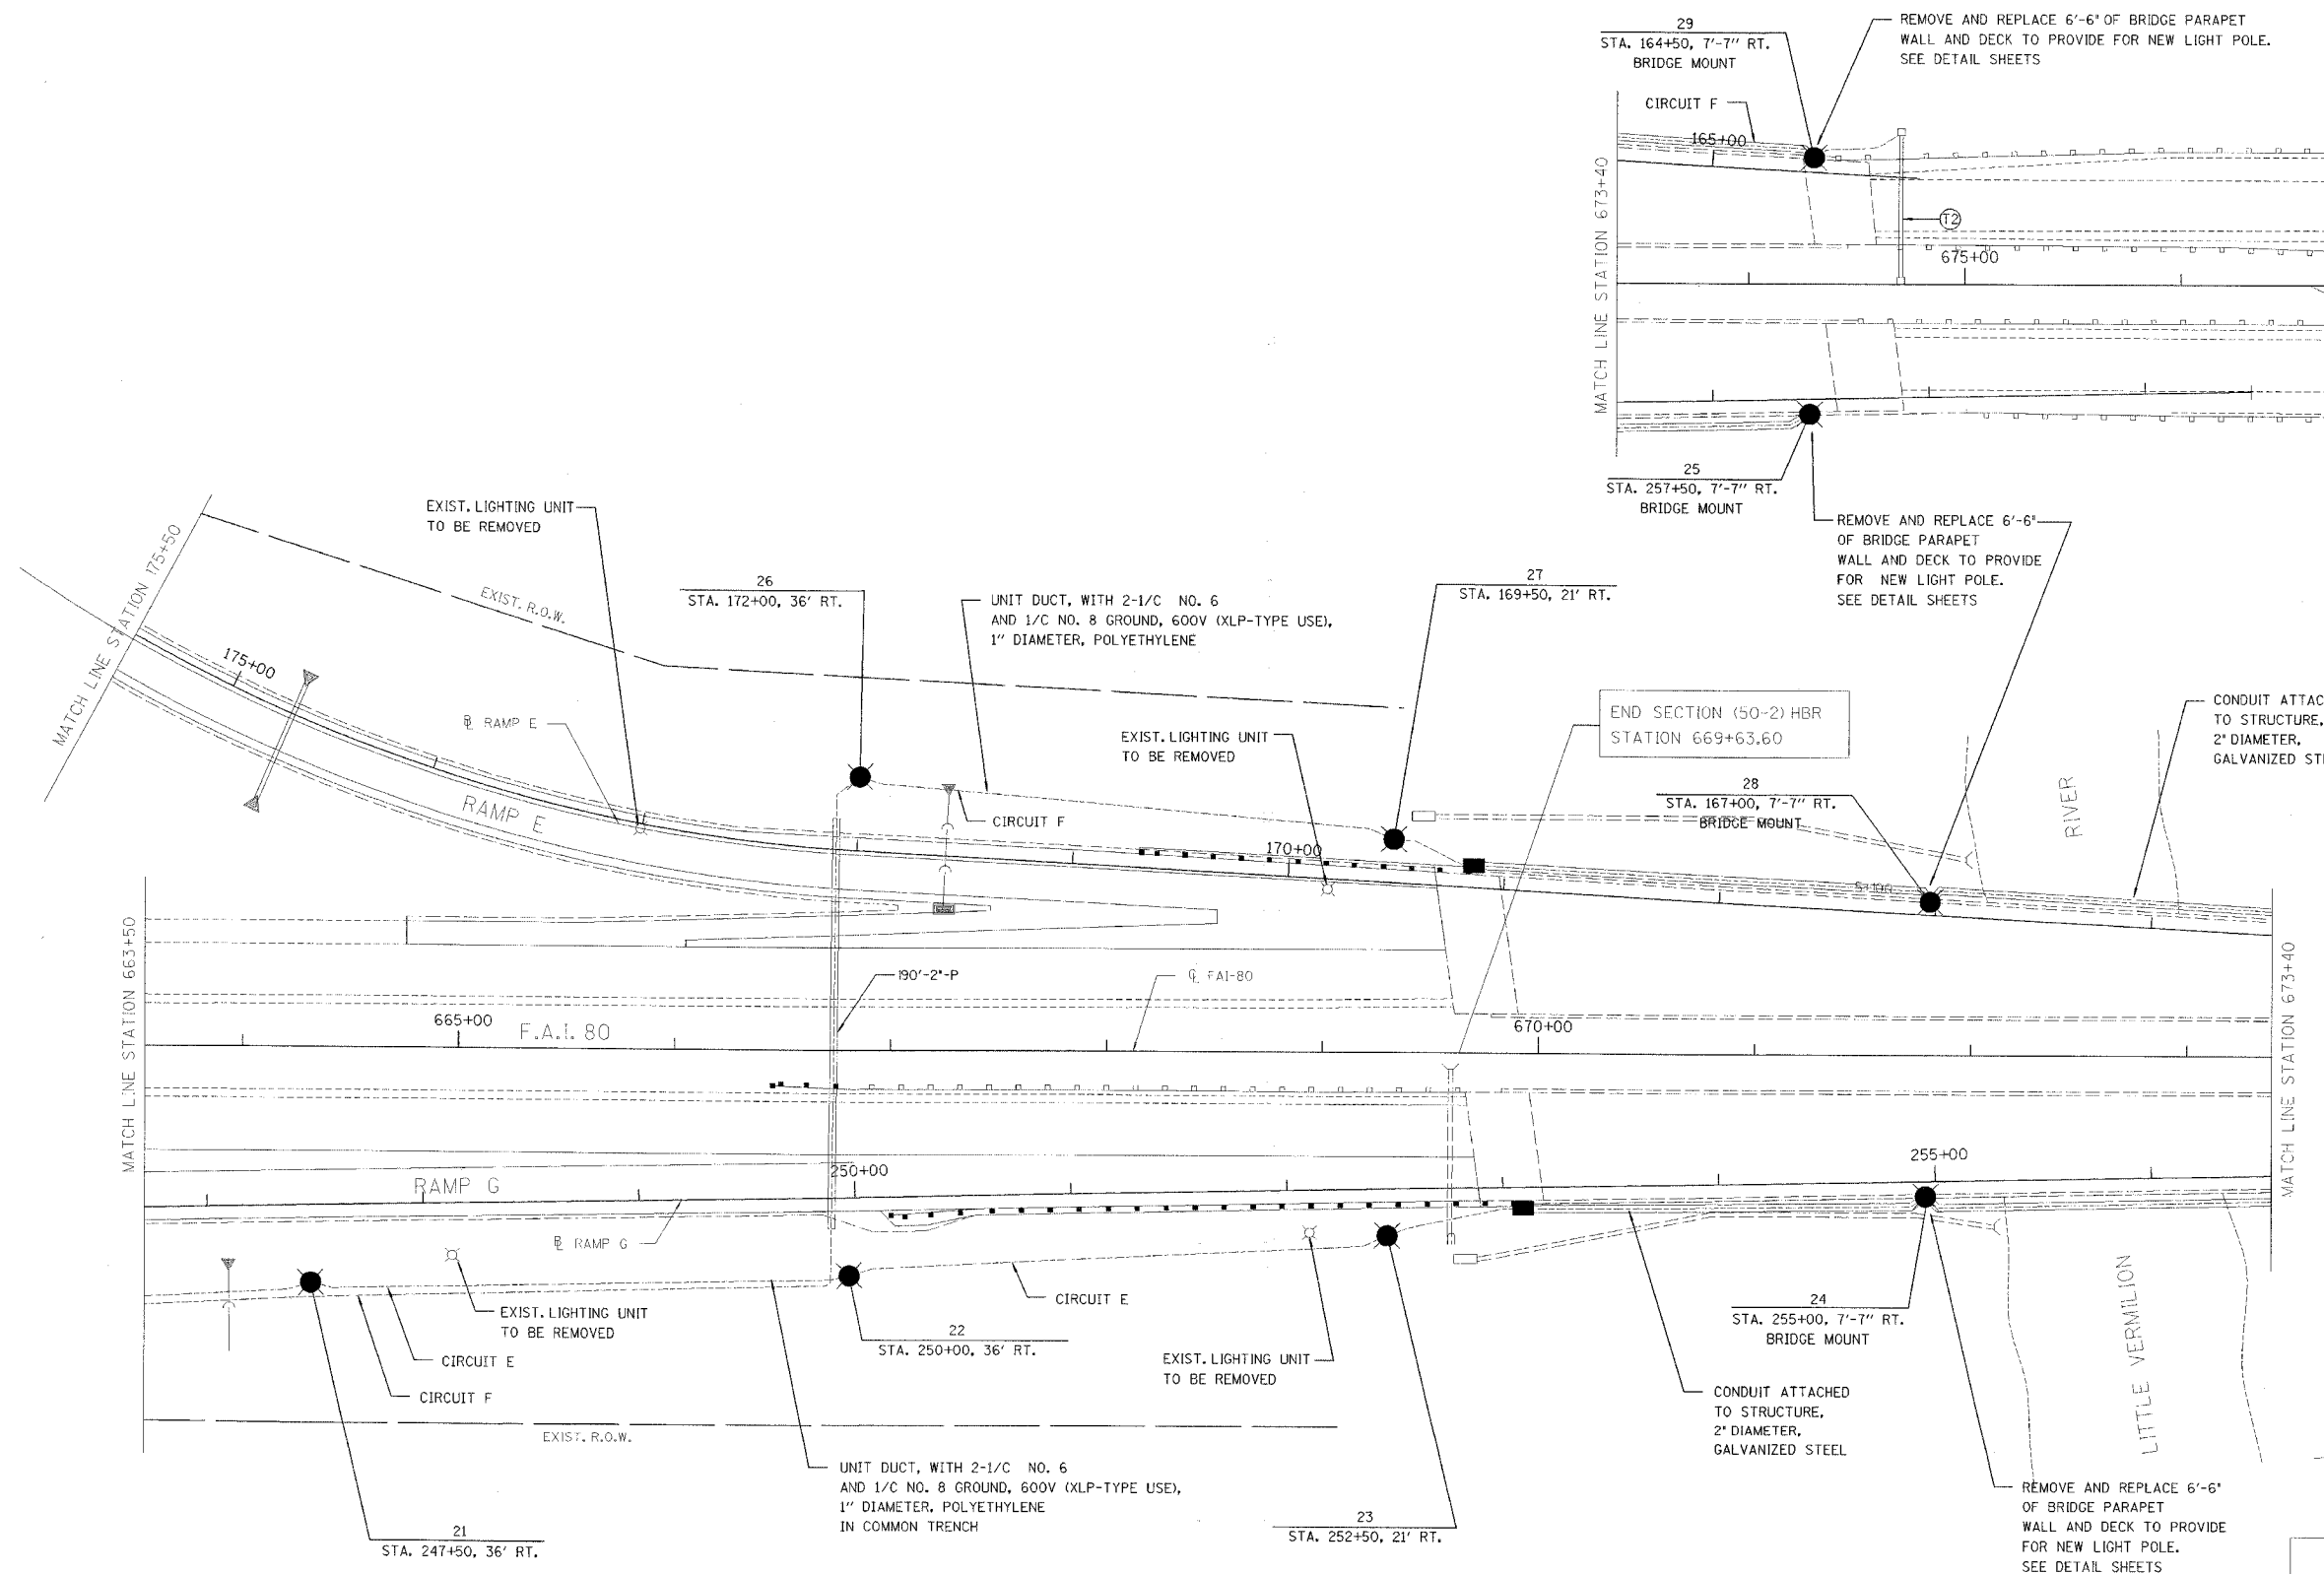 29
STA. 164+50, 7'-7" RT.
BRIDGE MOUNT
REMOVE AND REPLACE 6'-6" OF BRIDGE PARAPET
WALL AND DECK TO PROVIDE FOR NEW LIGHT POLE.
SEE DETAIL SHEETS
CIRCUIT F
165+00
MATCH LINE STATION 673+40
T2
675+00
25
STA. 257+50, 7'-7" RT.
BRIDGE MOUNT
REMOVE AND REPLACE 6'-6"
OF BRIDGE PARAPET
WALL AND DECK TO PROVIDE
FOR NEW LIGHT POLE.
SEE DETAIL SHEETS
EXIST. LIGHTING UNIT
TO BE REMOVED
MATCH LINE STATION 175+50
EXIST. R.O.W.
26
STA. 172+00, 36' RT.
UNIT DUCT, WITH 2-1/C NO. 6
AND 1/C NO. 8 GROUND, 600V (XLP-TYPE USE),
1" DIAMETER, POLYETHYLENE
27
STA. 169+50, 21' RT.
175+00
℄ RAMP E
RAMP E
EXIST. LIGHTING UNIT
TO BE REMOVED
END SECTION (50-2) HBR
STATION 669+63.60
CONDUIT ATTAC
TO STRUCTURE,
2" DIAMETER,
GALVANIZED STE
28
STA. 167+00, 7'-7" RT.
BRIDGE MOUNT
RIVER
CIRCUIT F
170+00
MATCH LINE STATION 663+50
190'-2"-P
℄ FAI-80
665+00
F.A.I. 80
670+00
MATCH LINE STATION 673+40
250+00
255+00
RAMP G
℄ RAMP G
EXIST. LIGHTING UNIT
TO BE REMOVED
CIRCUIT E
CIRCUIT F
CIRCUIT E
22
STA. 250+00, 36' RT.
EXIST. LIGHTING UNIT
TO BE REMOVED
24
STA. 255+00, 7'-7" RT.
BRIDGE MOUNT
LITTLE VERMILION
CONDUIT ATTACHED
TO STRUCTURE,
2" DIAMETER,
GALVANIZED STEEL
EXIST. R.O.W.
UNIT DUCT, WITH 2-1/C NO. 6
AND 1/C NO. 8 GROUND, 600V (XLP-TYPE USE),
1" DIAMETER, POLYETHYLENE
IN COMMON TRENCH
21
STA. 247+50, 36' RT.
23
STA. 252+50, 21' RT.
REMOVE AND REPLACE 6'-6"
OF BRIDGE PARAPET
WALL AND DECK TO PROVIDE
FOR NEW LIGHT POLE.
SEE DETAIL SHEETS